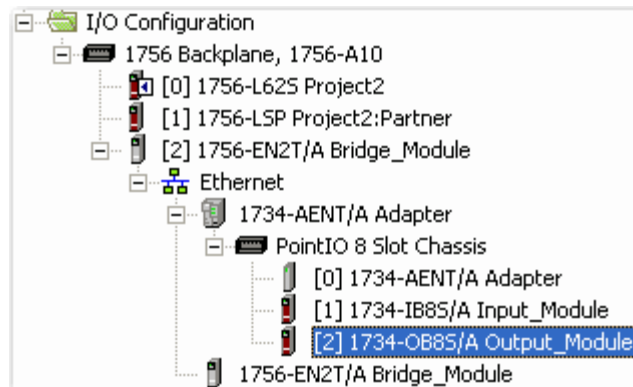 I/O Configuration
1756 Backplane, 1756-A10
[0] 1756-L62S Project2
[1] 1756-LSP Project2:Partner
[2] 1756-EN2T/A Bridge_Module
Ethernet
1734-AENT/A Adapter
PointIO 8 Slot Chassis
[0] 1734-AENT/A Adapter
[1] 1734-IB8S/A Input_Module
[2] 1734-OB8S/A Output_Module
1756-EN2T/A Bridge_Module